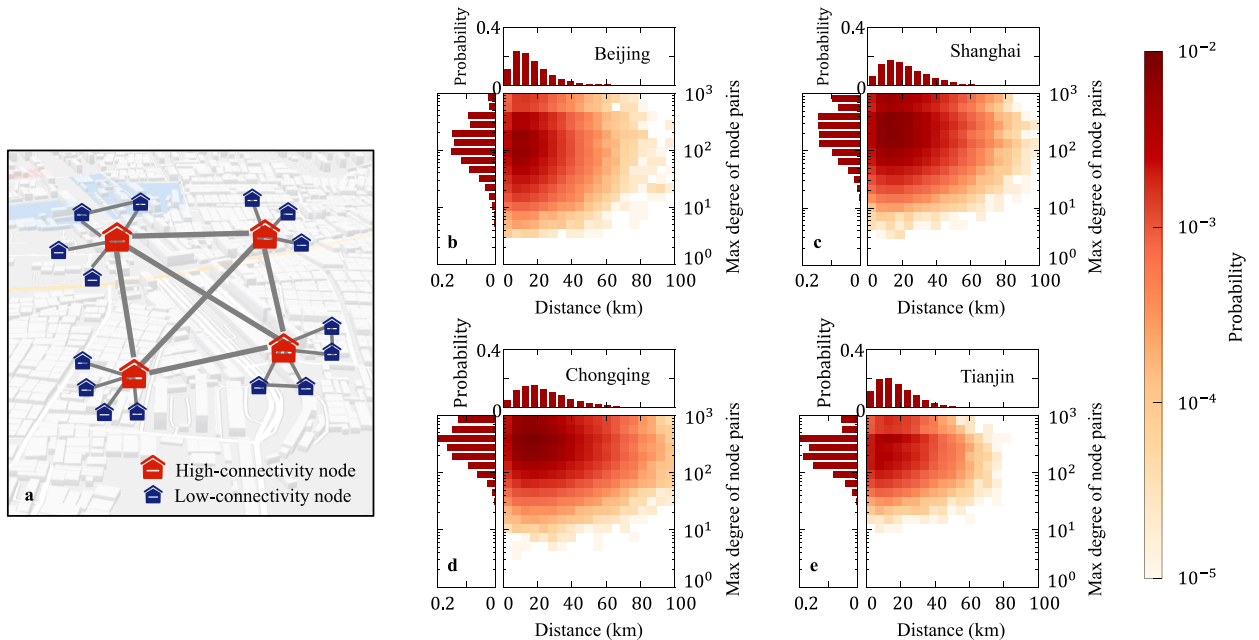 a
High-connectivity node
Low-connectivity node
Probability
0.4
0
Beijing
10³
10²
10¹
10⁰
Max degree of node pairs
b
0.2 0
0 20 40 60 80 100
Distance (km)
Probability
0.4
0
Shanghai
10³
10²
10¹
10⁰
Max degree of node pairs
c
0.2 0
0 20 40 60 80 100
Distance (km)
Probability
0.4
0
Chongqing
10³
10²
10¹
10⁰
Max degree of node pairs
d
0.2 0
0 20 40 60 80 100
Distance (km)
Probability
0.4
0
Tianjin
10³
10²
10¹
10⁰
Max degree of node pairs
e
0.2 0
0 20 40 60 80 100
Distance (km)
10⁻²
10⁻³
10⁻⁴
10⁻⁵
Probability